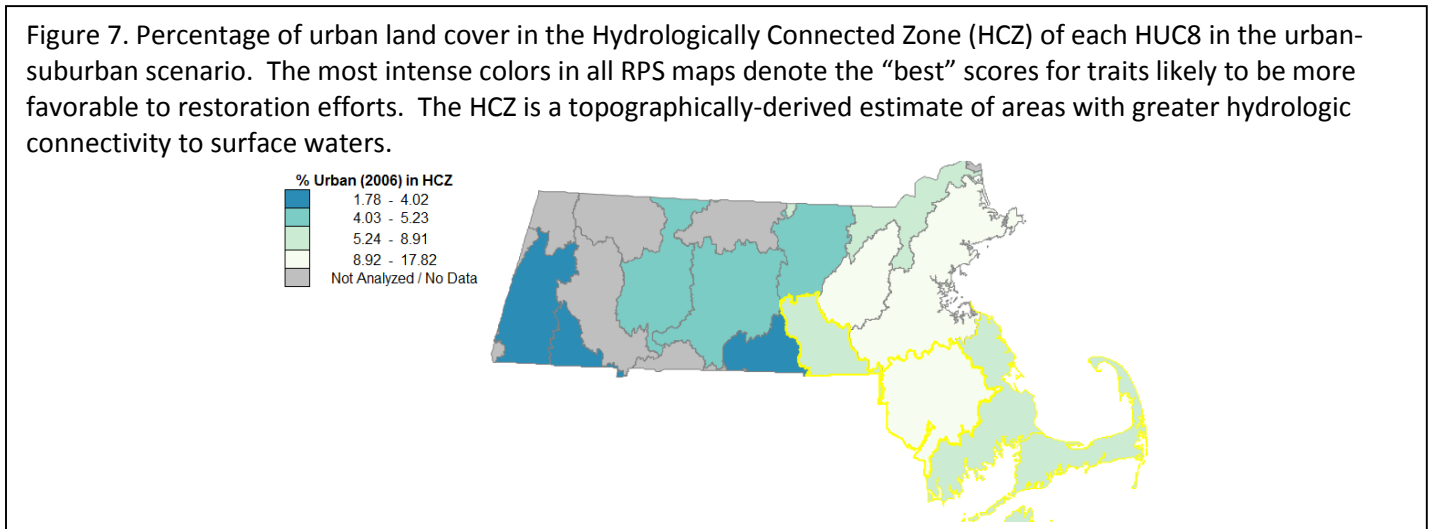 Figure 7. Percentage of urban land cover in the Hydrologically Connected Zone (HCZ) of each HUC8 in the urban-
suburban scenario.  The most intense colors in all RPS maps denote the “best” scores for traits likely to be more
favorable to restoration efforts.  The HCZ is a topographically-derived estimate of areas with greater hydrologic
connectivity to surface waters.
% Urban (2006) in HCZ
1.78 - 4.02
4.03 - 5.23
5.24 - 8.91
8.92 - 17.82
Not Analyzed / No Data